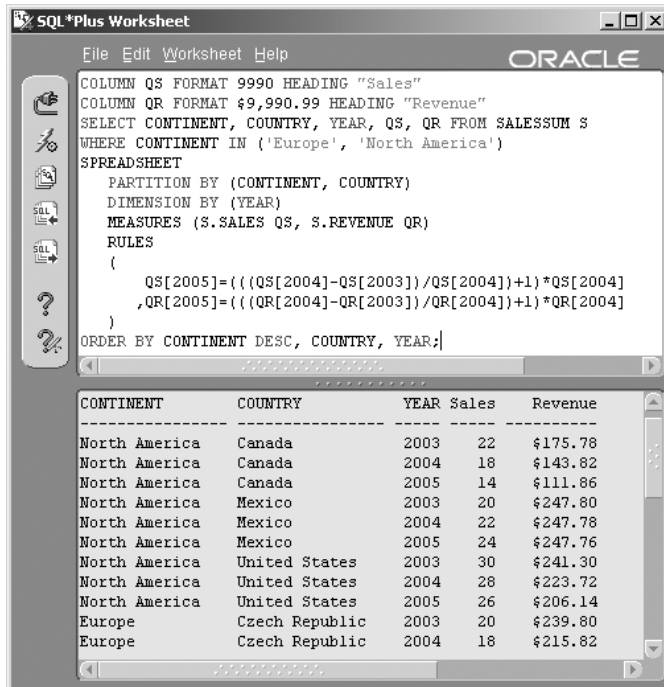 SQL*Plus Worksheet
File Edit Worksheet Help
ORACLE
COLUMN QS FORMAT 9990 HEADING "Sales"
COLUMN QR FORMAT $9,990.99 HEADING "Revenue"
SELECT CONTINENT, COUNTRY, YEAR, QS, QR FROM SALESSUM S
WHERE CONTINENT IN ('Europe', 'North America')
SPREADSHEET
PARTITION BY (CONTINENT, COUNTRY)
DIMENSION BY (YEAR)
MEASURES (S.SALES QS, S.REVENUE QR)
RULES
(
QS[2005]=(((QS[2004]-QS[2003])/QS[2004])+1)*QS[2004]
,QR[2005]=(((QR[2004]-QR[2003])/QR[2004])+1)*QR[2004]
)
ORDER BY CONTINENT DESC, COUNTRY, YEAR;
CONTINENT COUNTRY YEAR Sales Revenue
---------------- ---------------- ----- ----- ----------
North America Canada 2003 22 $175.78
North America Canada 2004 18 $143.82
North America Canada 2005 14 $111.86
North America Mexico 2003 20 $247.80
North America Mexico 2004 22 $247.78
North America Mexico 2005 24 $247.76
North America United States 2003 30 $241.30
North America United States 2004 28 $223.72
North America United States 2005 26 $206.14
Europe Czech Republic 2003 20 $239.80
Europe Czech Republic 2004 18 $215.82